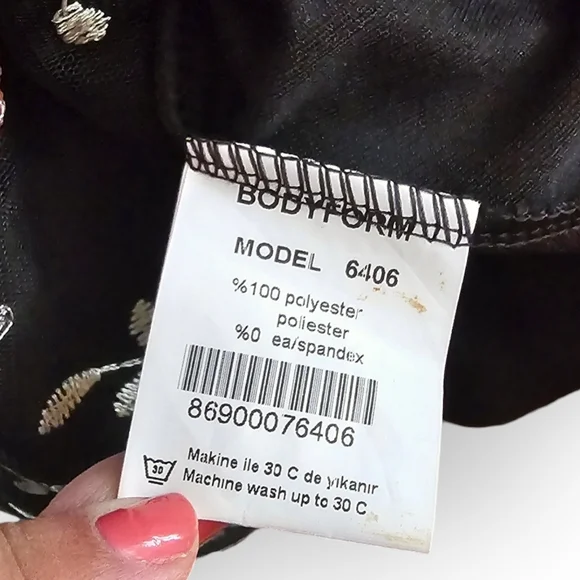 BODYFORM
MODEL 6406
%100 polyester
poliester
%0 ea/spandex
86900076406
30
Makine ile 30 C de yıkanır
Machine wash up to 30 C